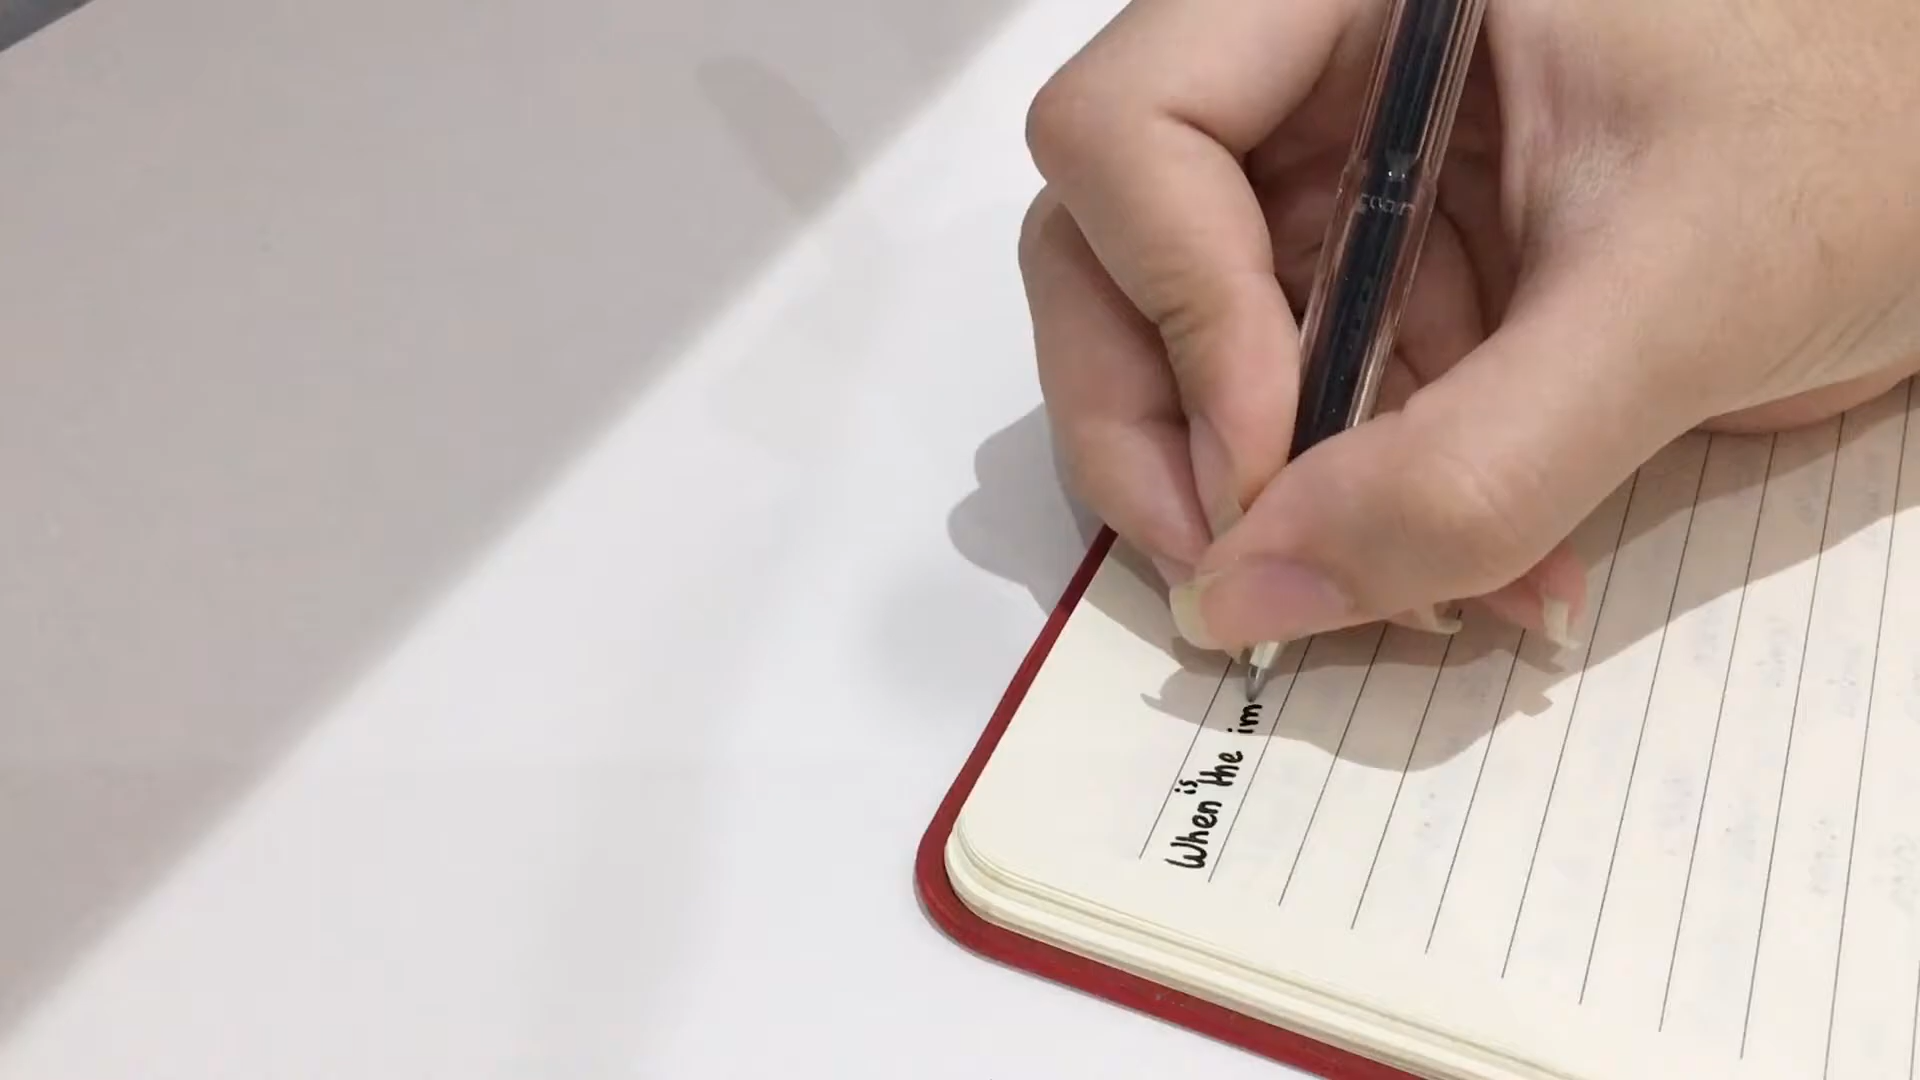 When is the im